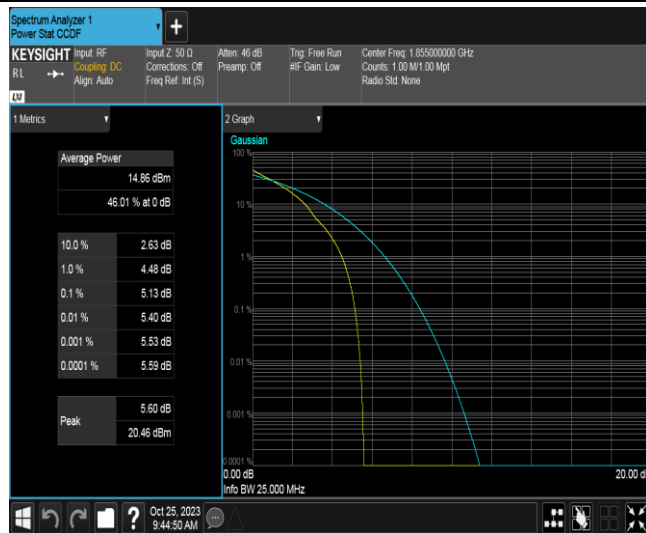 Spectrum Analyzer 1
Power Stat CCDF
+
KEYSIGHT
RL
Input: RF
Coupling: DC
Align: Auto
Input Z: 50 Ω
Corrections: Off
Freq Ref: Int (S)
Atten: 46 dB
Preamp: Off
Trig: Free Run
#IF Gain: Low
Center Freq: 1.855000000 GHz
Counts: 1.00 M/1.00 Mpt
Radio Std: None
1 Metrics
Average Power
14.86 dBm
46.01 % at 0 dB
10.0 % 2.63 dB
1.0 % 4.48 dB
0.1 % 5.13 dB
0.01 % 5.40 dB
0.001 % 5.53 dB
0.0001 % 5.59 dB
Peak
5.60 dB
20.46 dBm
2 Graph
Gaussian
100 %
10 %
1 %
0.1 %
0.01 %
0.001 %
0.0001 %
0.00 dB 20.00 d
Info BW 25.000 MHz
?
Oct 25, 2023
9:44:50 AM